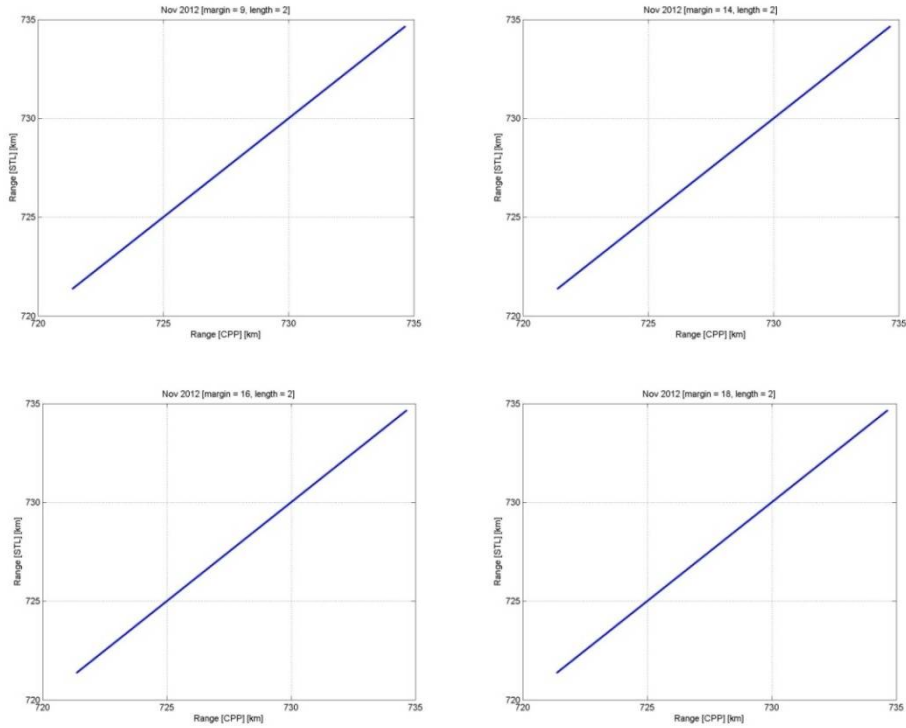 Nov 2012 [margin = 9, length = 2]
735
730
725
720
Range [STL] [km]
720
725
730
735
Range [CPP] [km]
Nov 2012 [margin = 14, length = 2]
735
730
725
720
Range [STL] [km]
720
725
730
735
Range [CPP] [km]
Nov 2012 [margin = 16, length = 2]
735
730
725
720
Range [STL] [km]
720
725
730
735
Range [CPP] [km]
Nov 2012 [margin = 18, length = 2]
735
730
725
720
Range [STL] [km]
720
725
730
735
Range [CPP] [km]